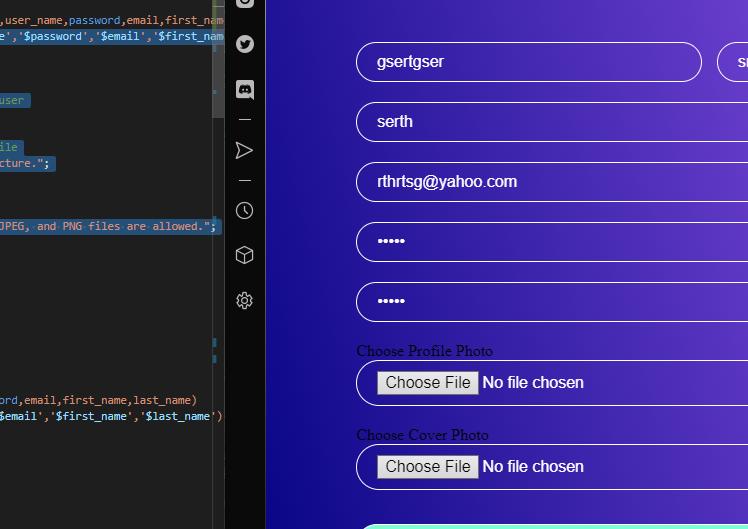 ,user_name,password,email,first_nam
e','$password','$email','$first_nam
user
ile
cture.";
JPEG, and PNG files are allowed.";
ord,email,first_name,last_name)
$email','$first_name','$last_name')
gsertgser
serth
rthrtsg@yahoo.com
•••••
•••••
Choose Profile Photo
Choose File No file chosen
Choose Cover Photo
Choose File No file chosen